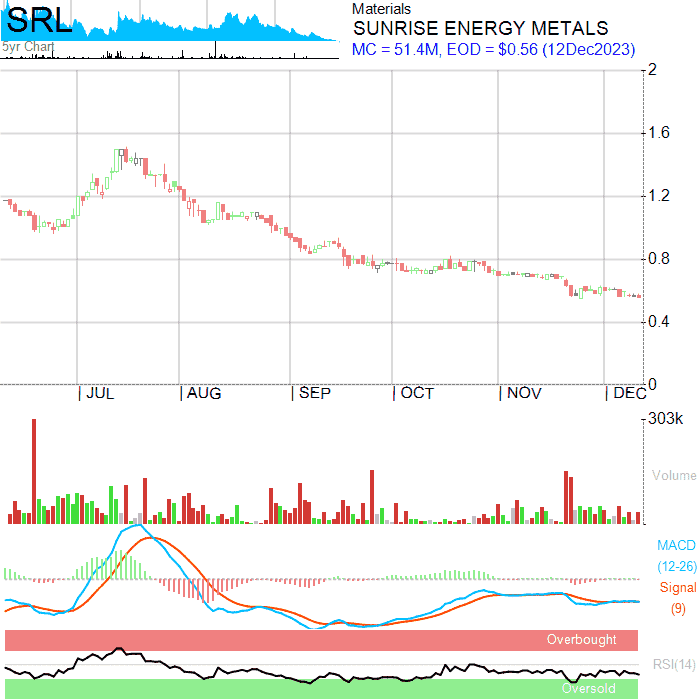 SRL
5yr Chart
Materials
SUNRISE ENERGY METALS
MC = 51.4M, EOD = $0.56 (12Dec2023)
2
1.6
1.2
0.8
0.4
0
JUL AUG SEP OCT NOV DEC
303k
Volume
MACD
(12-26)
Signal
(9)
Overbought
RSI(14)
Oversold